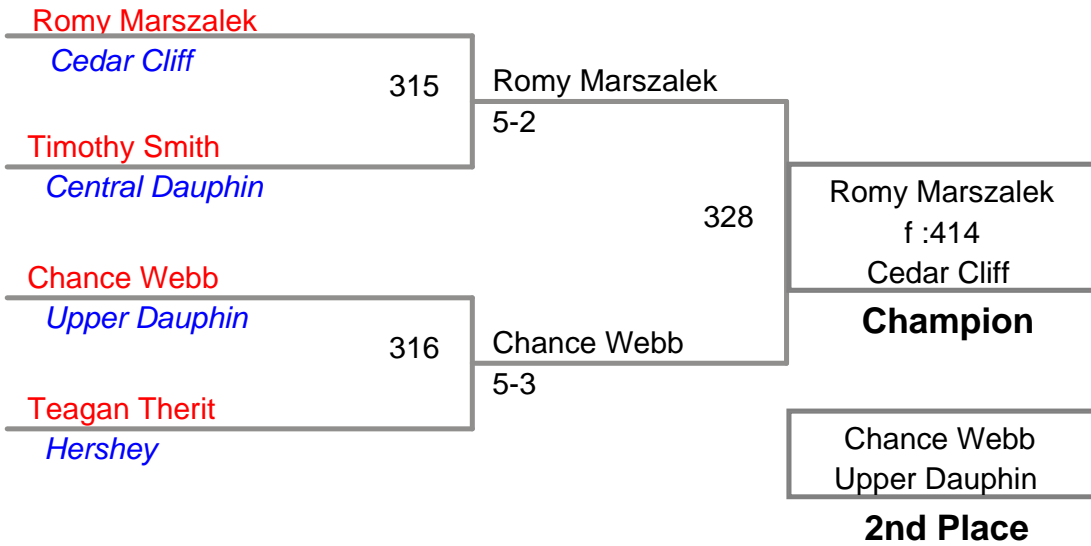 Romy Marszalek
Cedar Cliff
315
Romy Marszalek
5-2
Timothy Smith
Central Dauphin
328
Romy Marszalek
f :414
Cedar Cliff
Champion
Chance Webb
Upper Dauphin
316
Chance Webb
5-3
Teagan Therit
Hershey
Chance Webb
Upper Dauphin
2nd Place